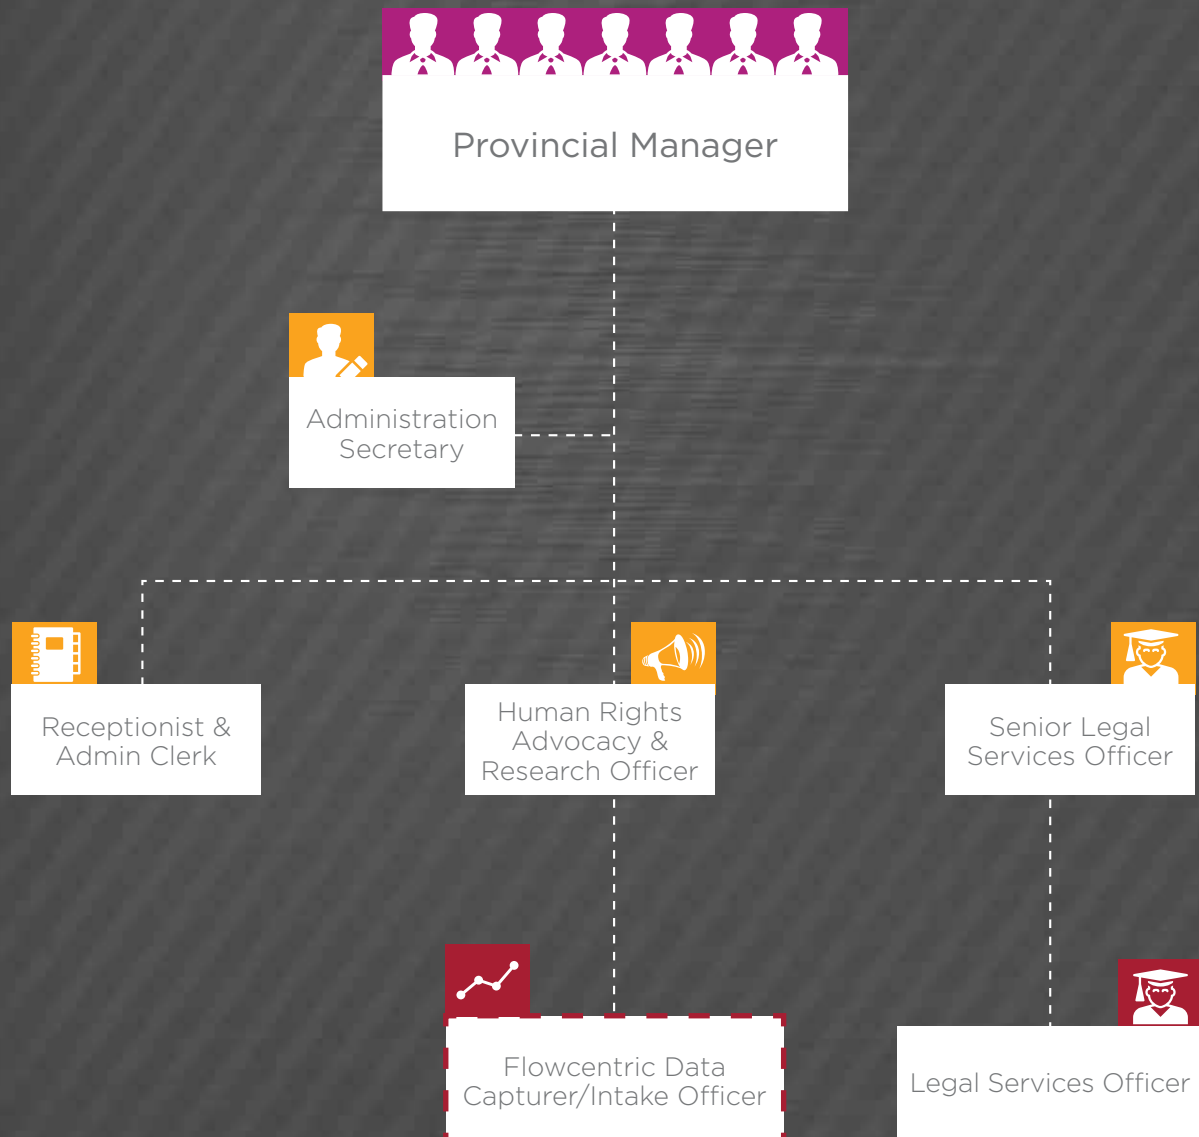 Provincial Manager
Administration
Secretary
Receptionist &
Admin Clerk
Human Rights
Advocacy &
Research Officer
Senior Legal
Services Officer
Flowcentric Data
Capturer/Intake Officer
Legal Services Officer